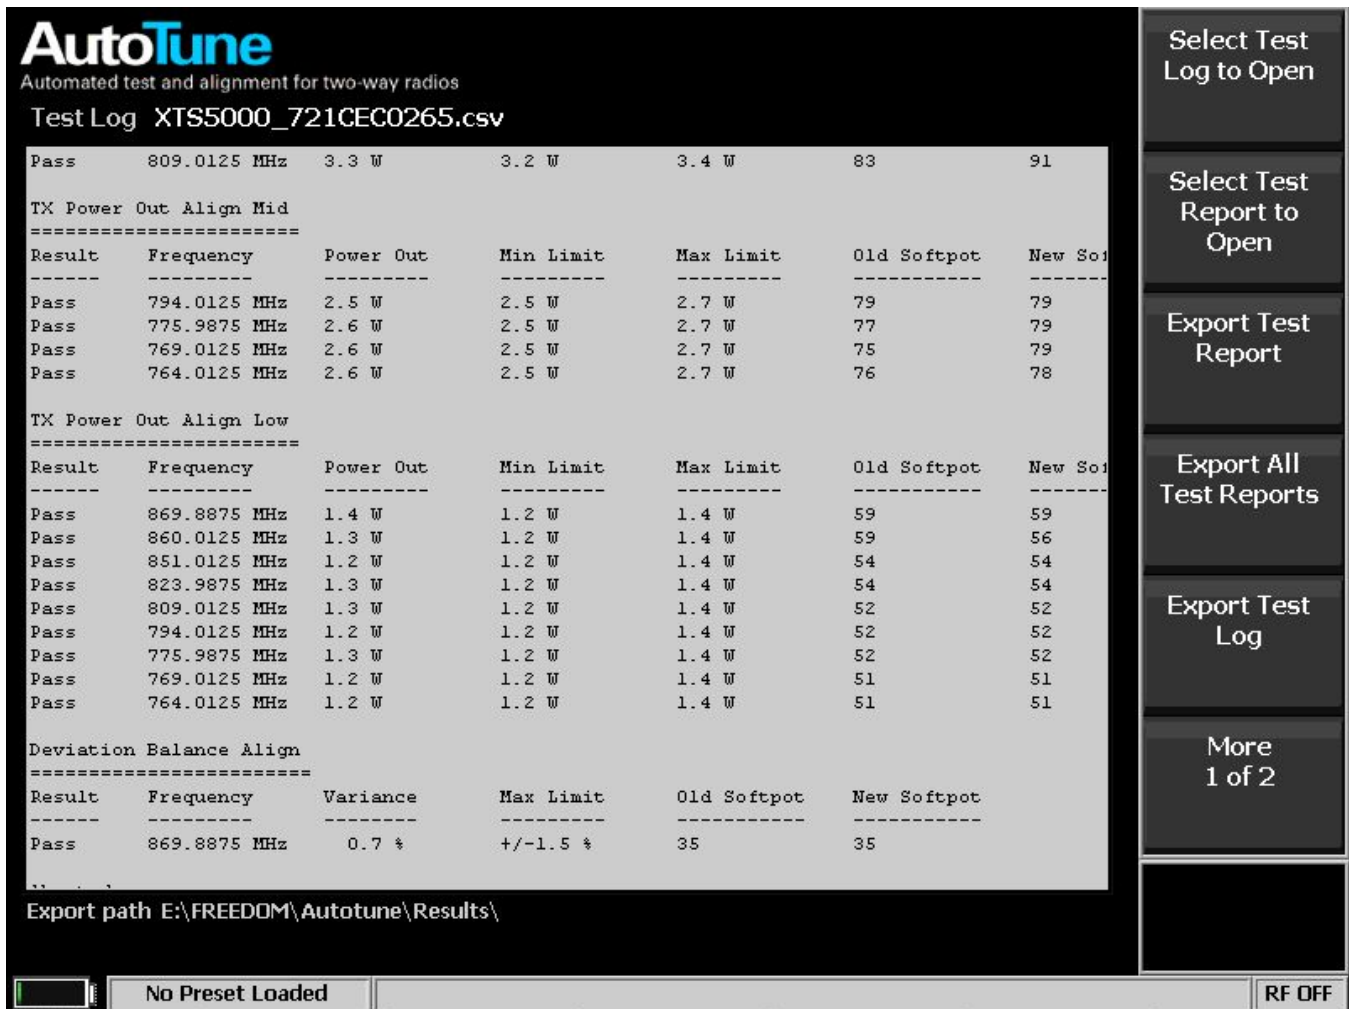 AutoTune
Automated test and alignment for two-way radios
Test Log XTS5000_721CEC0265.csv
Pass 809.0125 MHz 3.3 W 3.2 W 3.4 W 83 91
TX Power Out Align Mid
=======================
Result Frequency Power Out Min Limit Max Limit Old Softpot New Sof
------ --------- --------- --------- --------- ----------- -------
Pass 794.0125 MHz 2.5 W 2.5 W 2.7 W 79 79
Pass 775.9875 MHz 2.6 W 2.5 W 2.7 W 77 79
Pass 769.0125 MHz 2.6 W 2.5 W 2.7 W 75 79
Pass 764.0125 MHz 2.6 W 2.5 W 2.7 W 76 78
TX Power Out Align Low
=======================
Result Frequency Power Out Min Limit Max Limit Old Softpot New Sof
------ --------- --------- --------- --------- ----------- -------
Pass 869.8875 MHz 1.4 W 1.2 W 1.4 W 59 59
Pass 860.0125 MHz 1.3 W 1.2 W 1.4 W 59 56
Pass 851.0125 MHz 1.2 W 1.2 W 1.4 W 54 54
Pass 823.9875 MHz 1.3 W 1.2 W 1.4 W 54 54
Pass 809.0125 MHz 1.3 W 1.2 W 1.4 W 52 52
Pass 794.0125 MHz 1.2 W 1.2 W 1.4 W 52 52
Pass 775.9875 MHz 1.3 W 1.2 W 1.4 W 52 52
Pass 769.0125 MHz 1.2 W 1.2 W 1.4 W 51 51
Pass 764.0125 MHz 1.2 W 1.2 W 1.4 W 51 51
Deviation Balance Align
========================
Result Frequency Variance Max Limit Old Softpot New Softpot
------ --------- -------- --------- ----------- -----------
Pass 869.8875 MHz 0.7 % +/-1.5 % 35 35
Export path E:\FREEDOM\Autotune\Results\
No Preset Loaded
RF OFF
Select Test
Log to Open
Select Test
Report to
Open
Export Test
Report
Export All
Test Reports
Export Test
Log
More
1 of 2